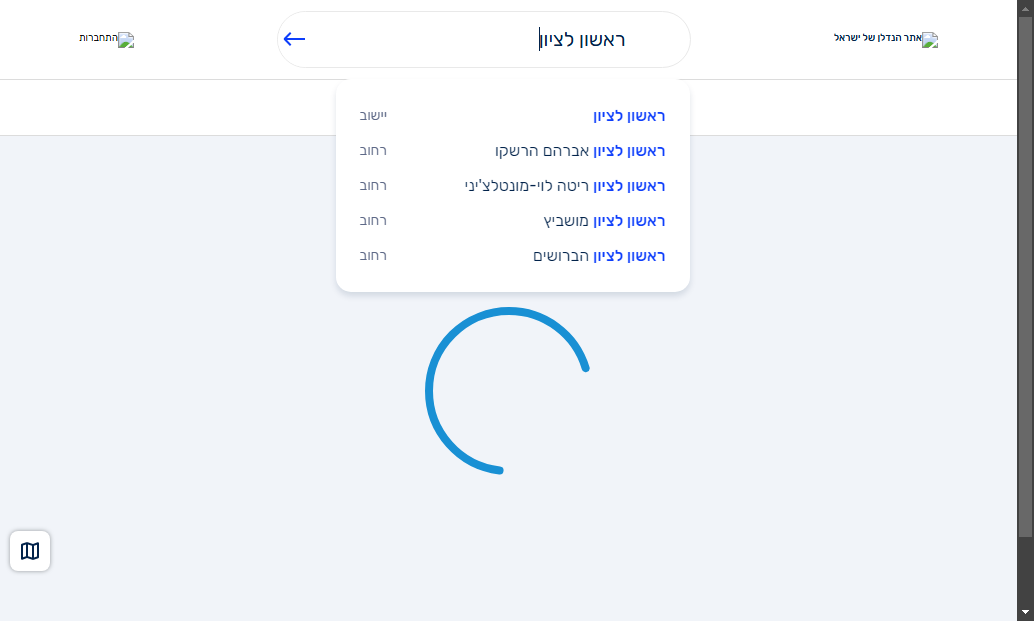 אתר הנדלן של ישראל
ראשון לציון
התחברות
ראשון לציון יישוב
ראשון לציון אברהם הרשקו רחוב
ראשון לציון ריטה לוי-מונטלצ'יני רחוב
ראשון לציון מושביץ רחוב
ראשון לציון הברושים רחוב